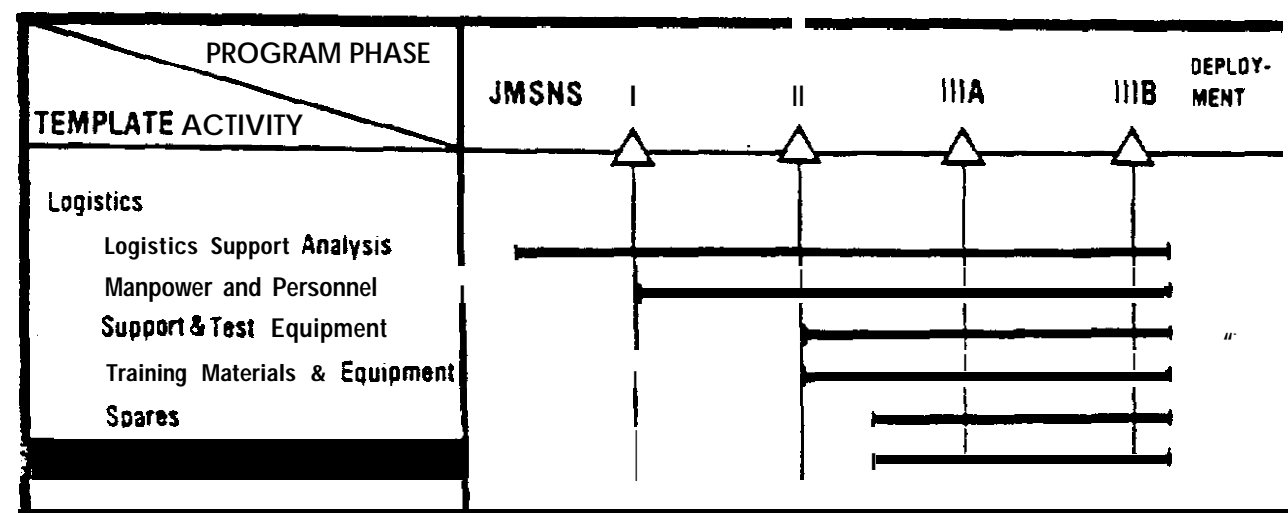 PROGRAM PHASE
TEMPLATE ACTIVITY
JMSNS I II IIIA IIIB DEPLOY-
MENT
Logistics
Logistics Support Analysis
Manpower and Personnel
Support & Test Equipment
Training Materials & Equipment
Spares